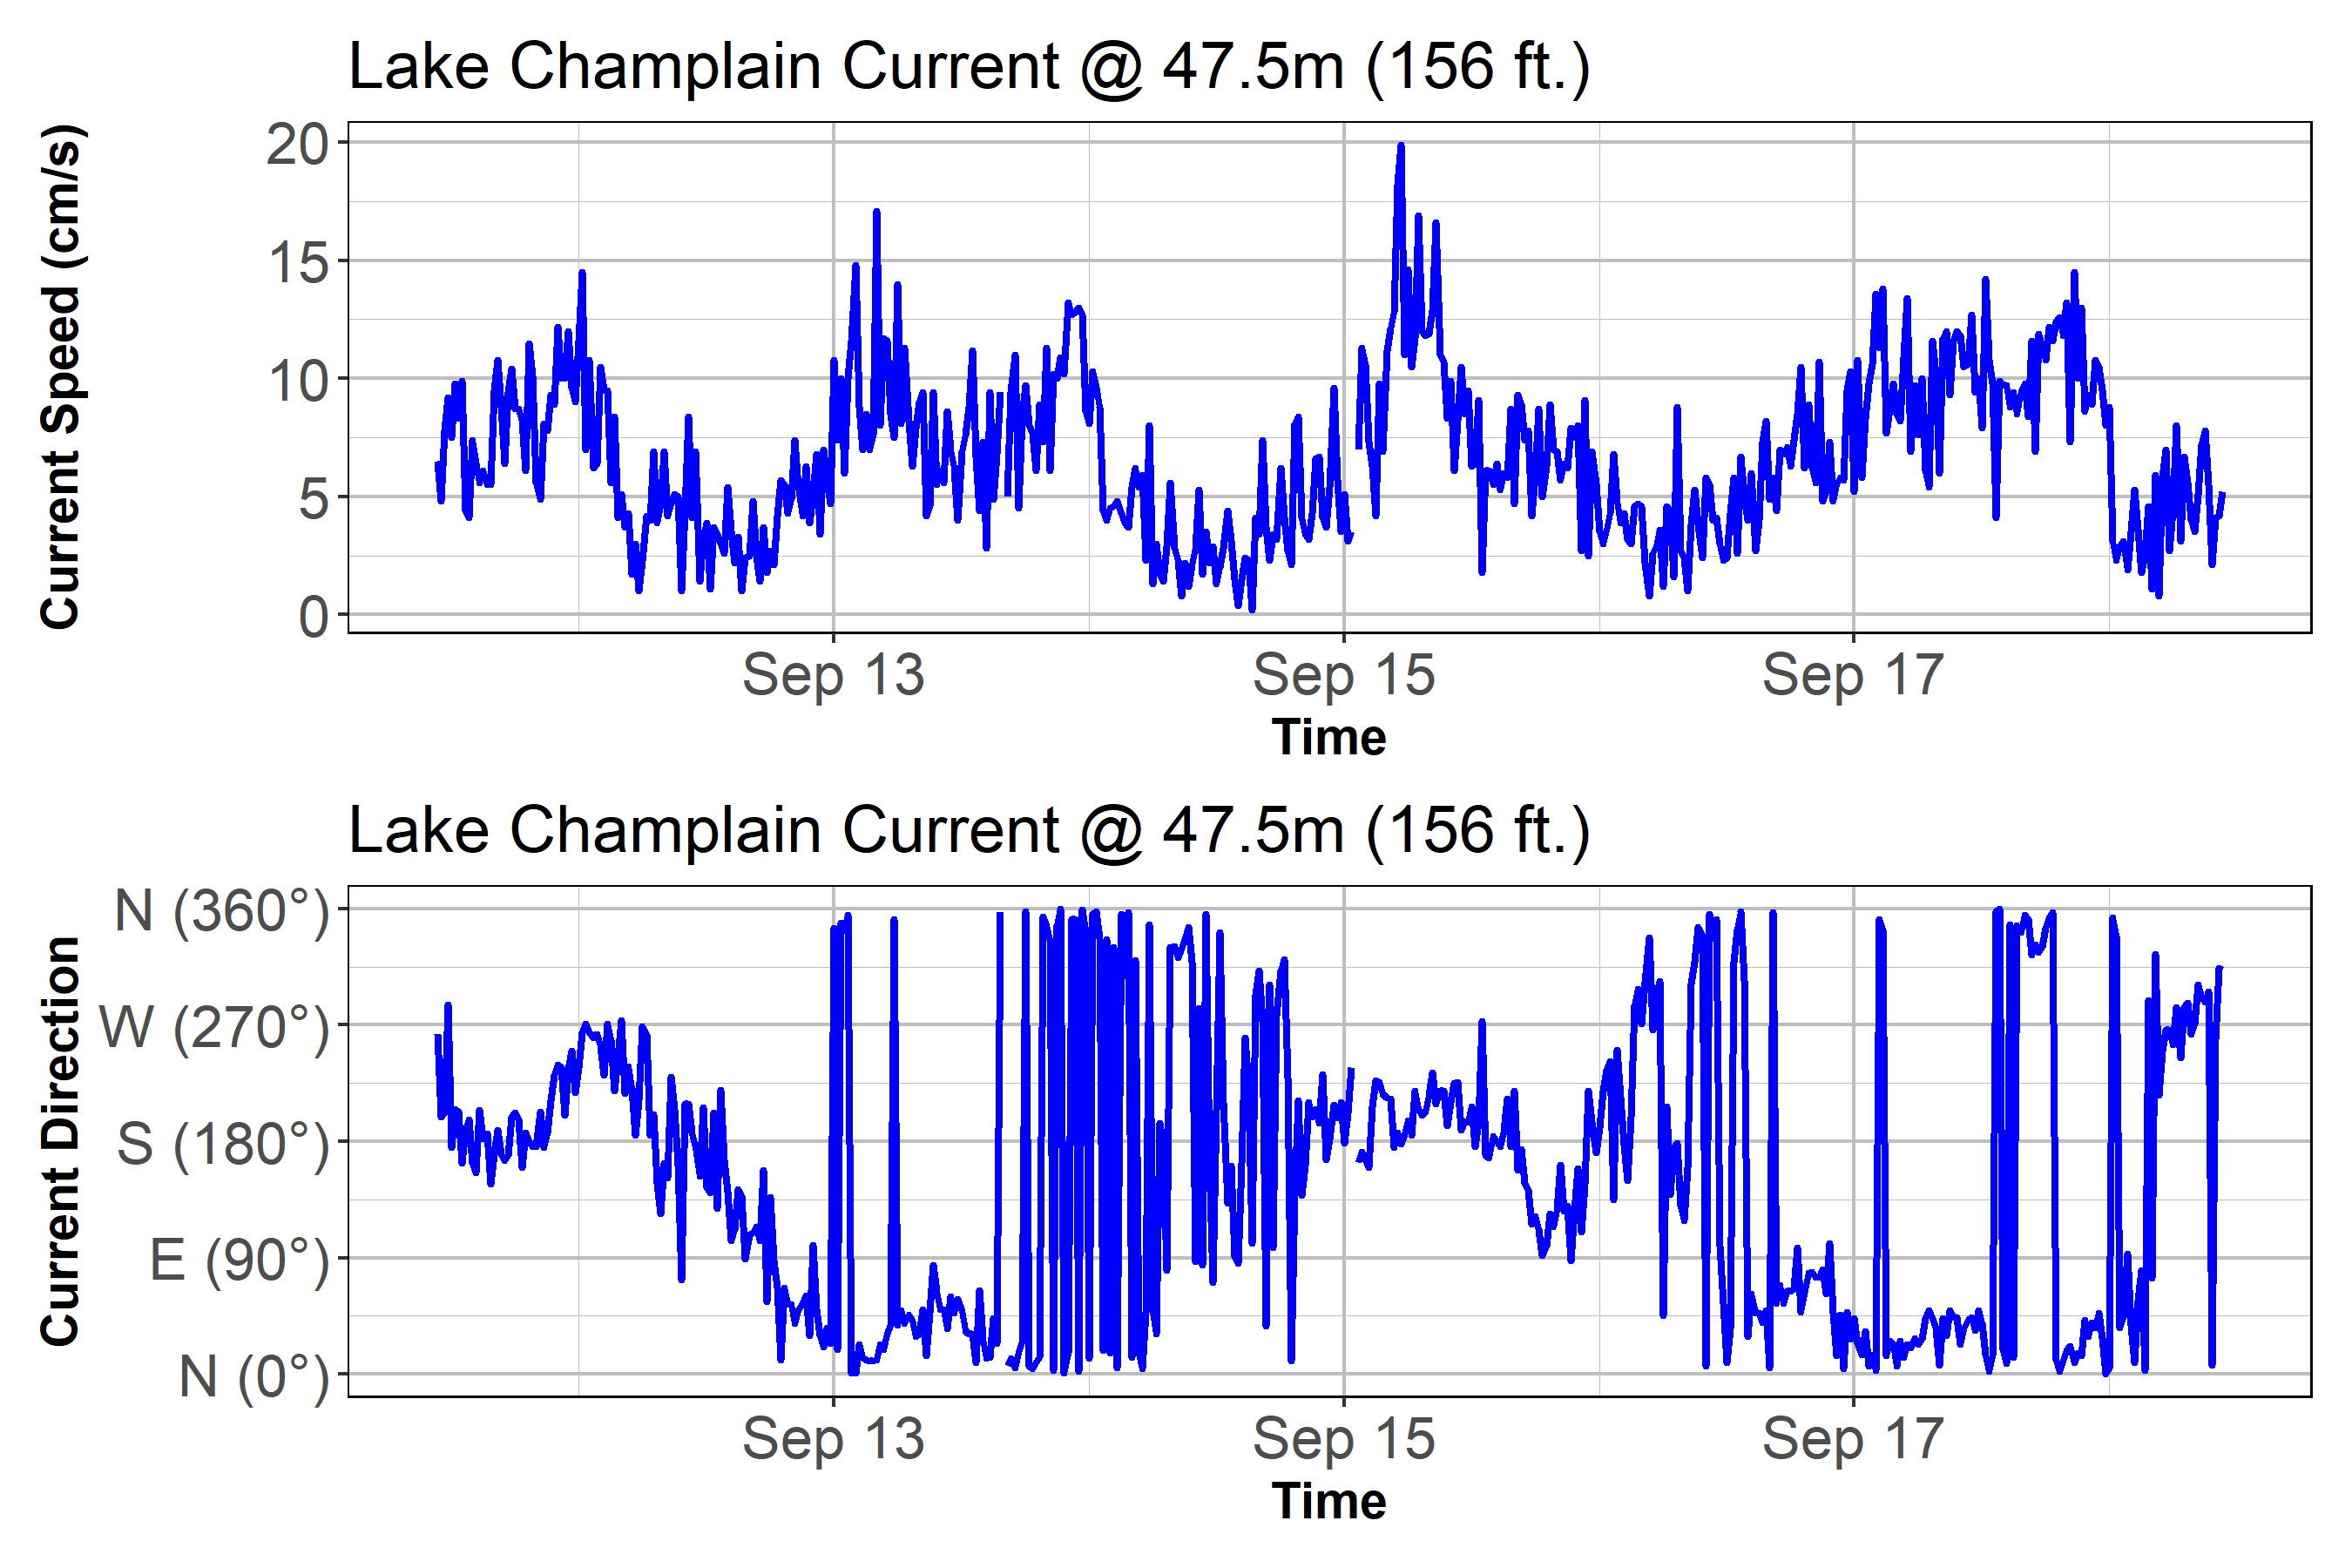 Lake Champlain Current @ 47.5m (156 ft.)
Current Speed (cm/s)
20
15
10
5
0
Sep 13 Sep 15 Sep 17
Time
Lake Champlain Current @ 47.5m (156 ft.)
Current Direction
N (360°)
W (270°)
S (180°)
E (90°)
N (0°)
Sep 13 Sep 15 Sep 17
Time